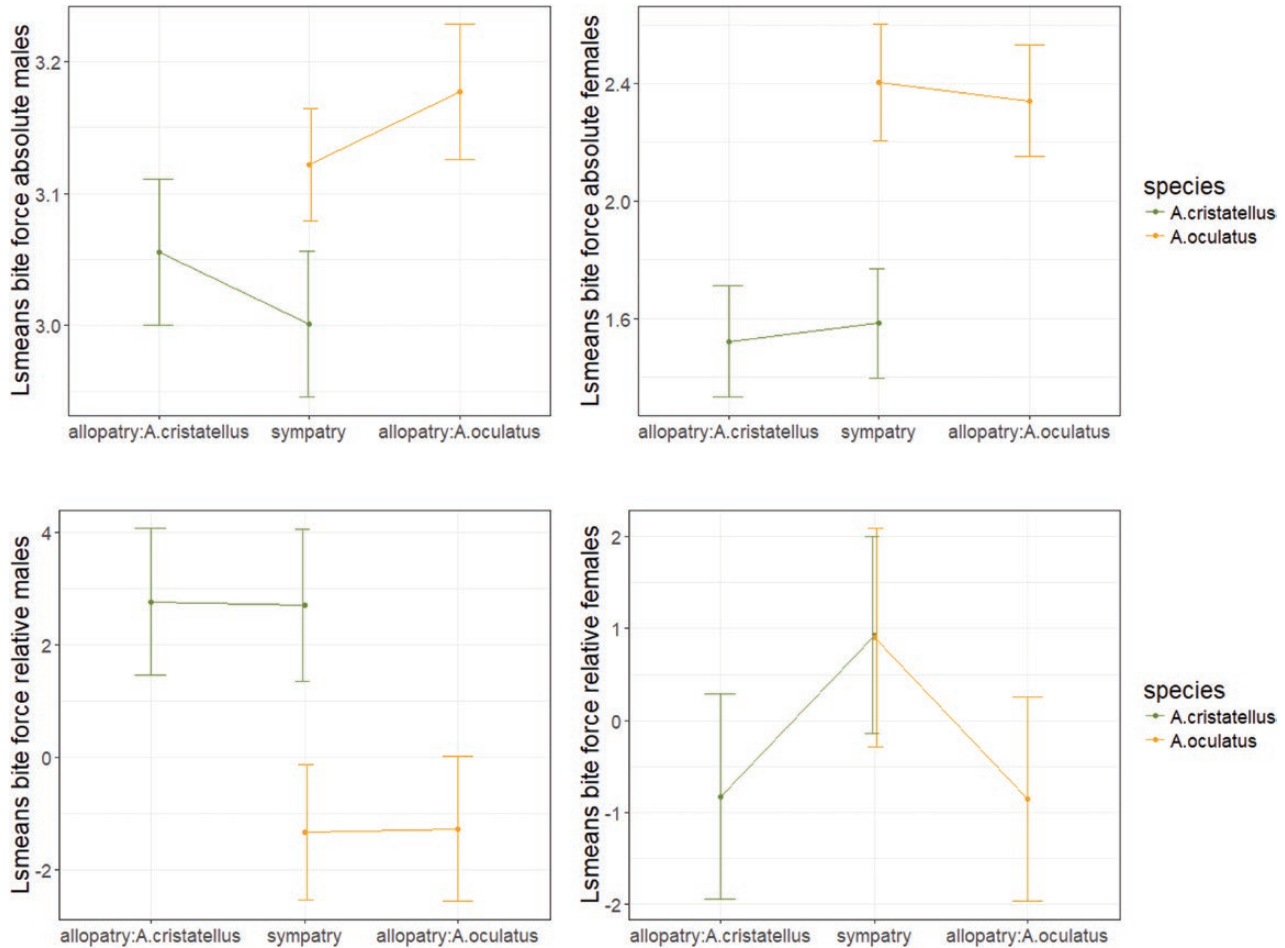 Lsmeans bite force absolute males
3.2
3.1
3.0
allopatry:A.cristatellus
sympatry
allopatry:A.oculatus
Lsmeans bite force absolute females
2.4
2.0
1.6
allopatry:A.cristatellus
sympatry
allopatry:A.oculatus
species
A.cristatellus
A.oculatus
Lsmeans bite force relative males
4
2
0
-2
allopatry:A.cristatellus
sympatry
allopatry:A.oculatus
Lsmeans bite force relative females
2
1
0
-1
-2
allopatry:A.cristatellus
sympatry
allopatry:A.oculatus
species
A.cristatellus
A.oculatus